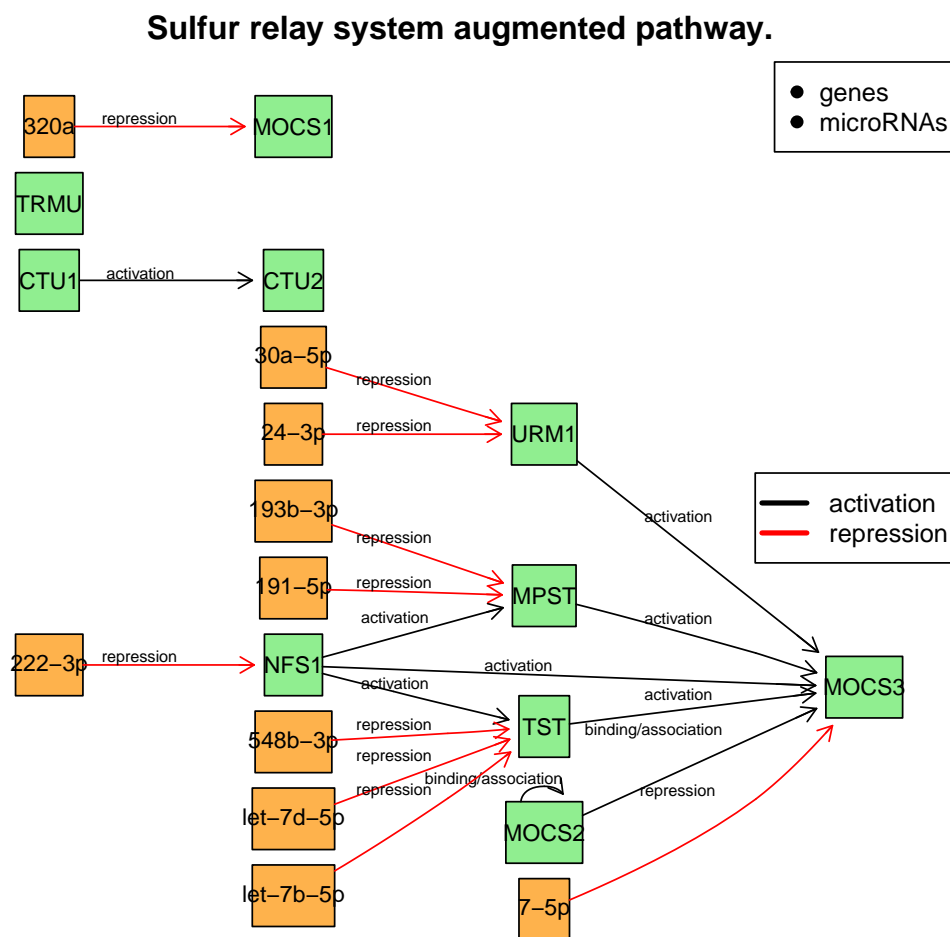 Sulfur relay system augmented pathway.
genes
microRNAs
320a
repression
MOCS1
TRMU
CTU1
activation
CTU2
30a−5p
repression
24−3p
repression
URM1
193b−3p
repression
activation
activation
repression
191−5p
repression
MPST
activation
activation
222−3p
repression
NFS1
activation
activation
MOCS3
activation
548b−3p
repression
TST
binding/association
repression
binding/association
repression
repression
let−7d−5p
MOCS2
let−7b−5p
7−5p